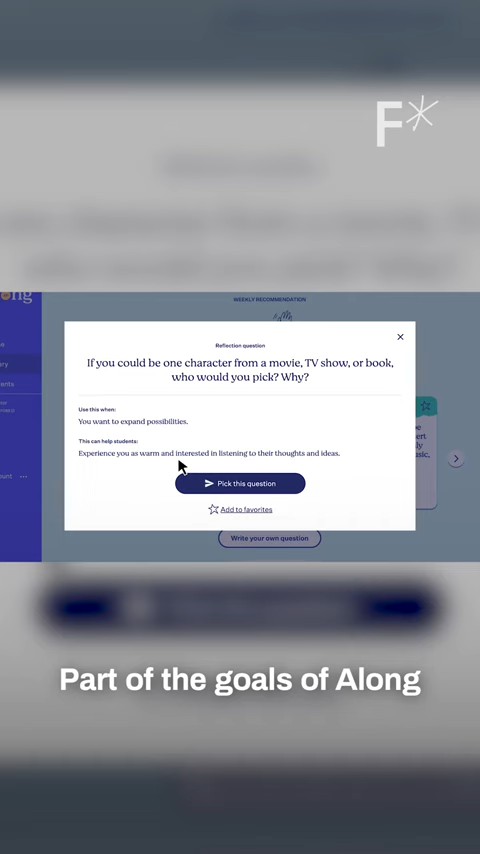 F*
ong
WEEKLY RECOMMENDATION
Reflection question
If you could be one character from a movie, TV show, or book,
who would you pick? Why?
Use this when:
You want to expand possibilities.
This can help students:
Experience you as warm and interested in listening to their thoughts and ideas.
Pick this question
Add to favorites
Write your own question
Part of the goals of Along